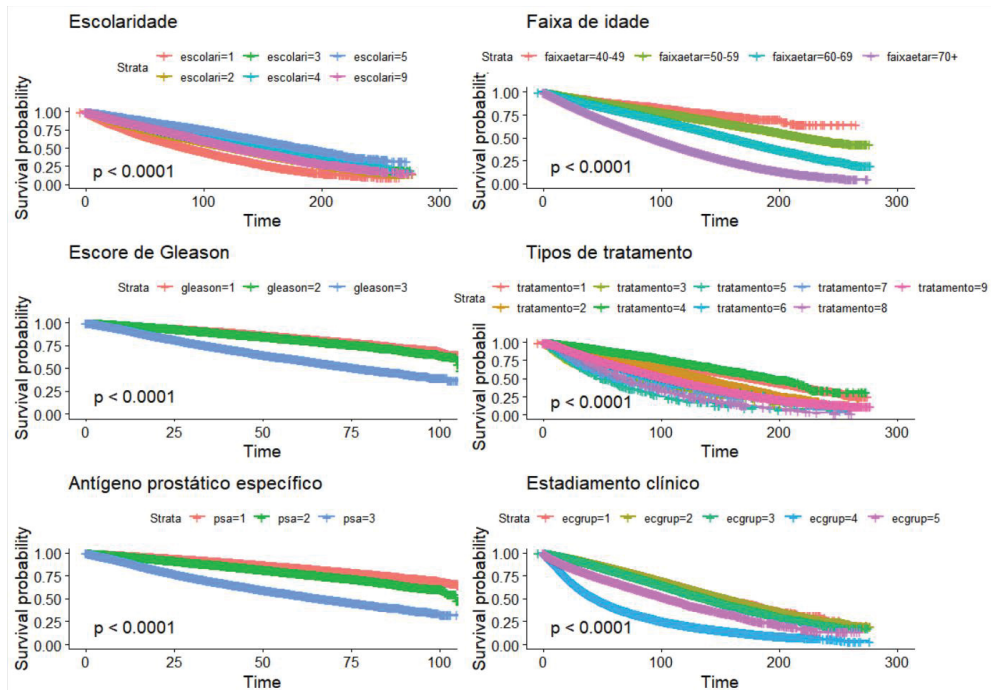 Escolaridade
Strata
escolari=1 escolari=3 escolari=5
escolari=2 escolari=4 escolari=9
Survival probability
1.00
0.75
0.50
0.25
0.00
p < 0.0001
0 100 200 300
Time
Faixa de idade
Strata faixaetar=40-49 faixaetar=50-59 faixaetar=60-69 faixaetar=70+
Survival probabilit
1.00
0.75
0.50
0.25
0.00
p < 0.0001
0 100 200 300
Time
Escore de Gleason
Strata gleason=1 gleason=2 gleason=3
Survival probability
1.00
0.75
0.50
0.25
0.00
p < 0.0001
0 25 50 75 100
Time
Tipos de tratamento
Strata
tratamento=1 tratamento=3 tratamento=5 tratamento=7 tratamento=9
tratamento=2 tratamento=4 tratamento=6 tratamento=8
Survival probabil
1.00
0.75
0.50
0.25
0.00
p < 0.0001
0 100 200 300
Time
Antígeno prostático específico
Strata psa=1 psa=2 psa=3
Survival probability
1.00
0.75
0.50
0.25
0.00
p < 0.0001
0 25 50 75 100
Time
Estadiamento clínico
Strata ecgrup=1 ecgrup=2 ecgrup=3 ecgrup=4 ecgrup=5
Survival probability
1.00
0.75
0.50
0.25
0.00
p < 0.0001
0 100 200 300
Time